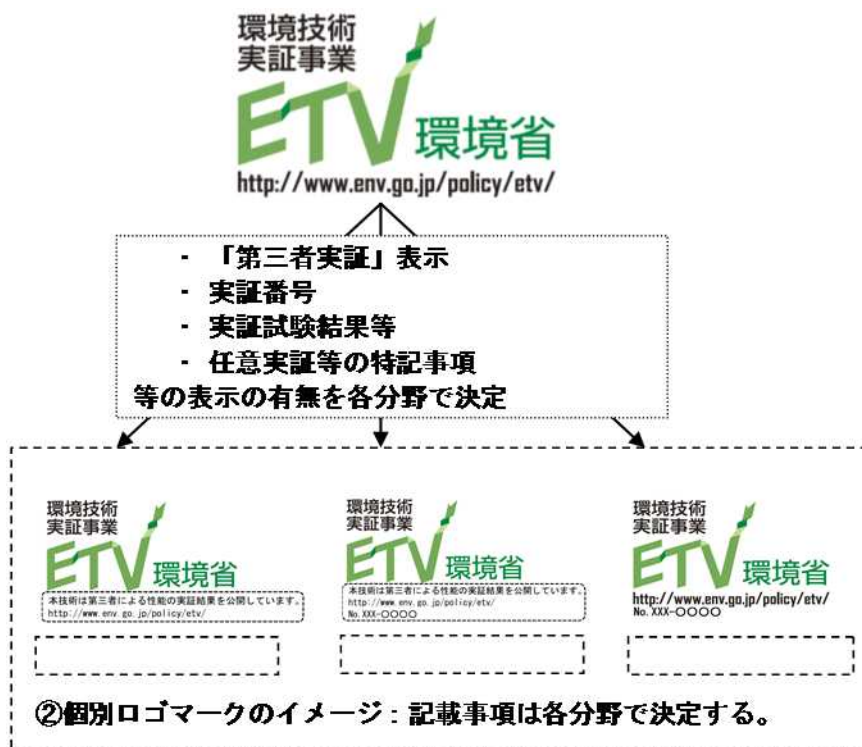 環境技術
実証事業
ETV 環境省
http://www.env.go.jp/policy/etv/
- 「第三者実証」表示
- 実証番号
- 実証試験結果等
- 任意実証等の特記事項
等の表示の有無を各分野で決定
環境技術
実証事業
ETV 環境省
本技術は第三者による性能の実証結果を公開しています。
http://www.env.go.jp/policy/etv/
環境技術
実証事業
ETV 環境省
本技術は第三者による性能の実証結果を公開しています。
http://www.env.go.jp/policy/etv/
No.XXX-〇〇〇〇
環境技術
実証事業
ETV 環境省
http://www.env.go.jp/policy/etv/
No.XXX-〇〇〇〇
②個別ロゴマークのイメージ：記載事項は各分野で決定する。